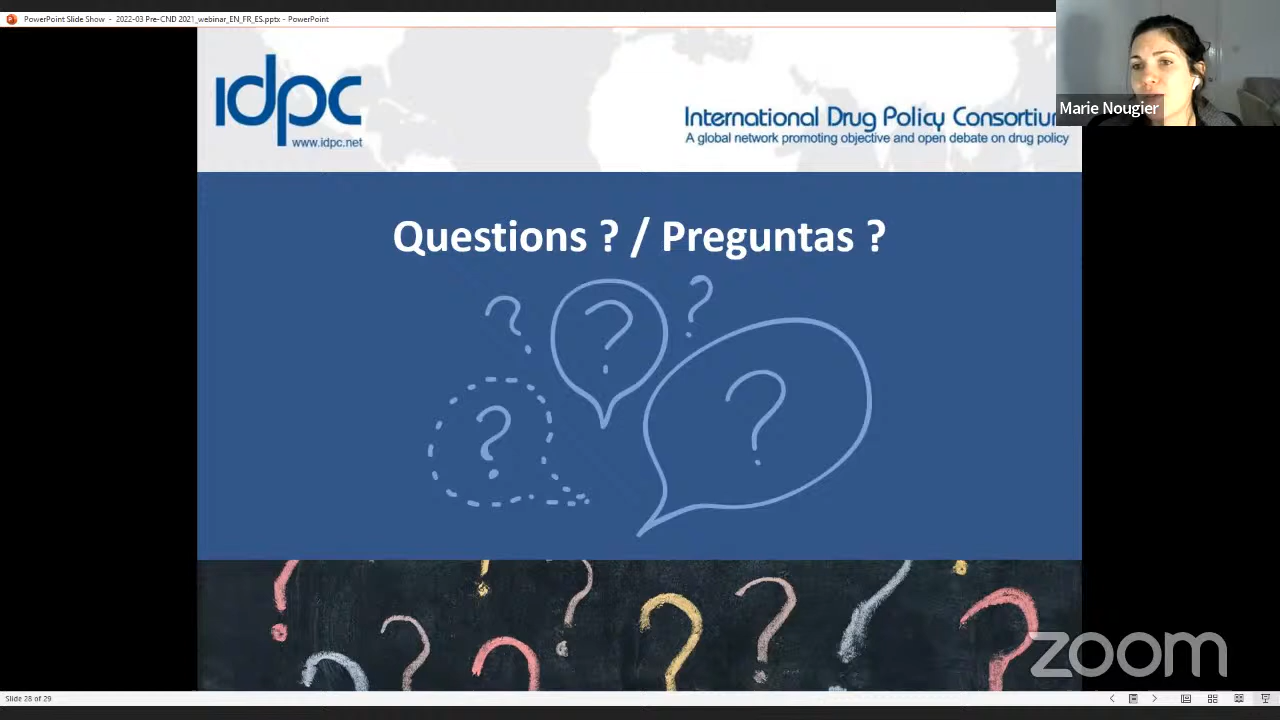 PowerPoint Slide Show - 2022-03 Pre-CND 2021_webinar_EN_FR_ES.pptx - PowerPoint
Marie Nougier
idpc
www.idpc.net
International Drug Policy Consortium
A global network promoting objective and open debate on drug policy
Questions ? / Preguntas ?
? ? ?
? ?
zoom
Slide 28 of 29